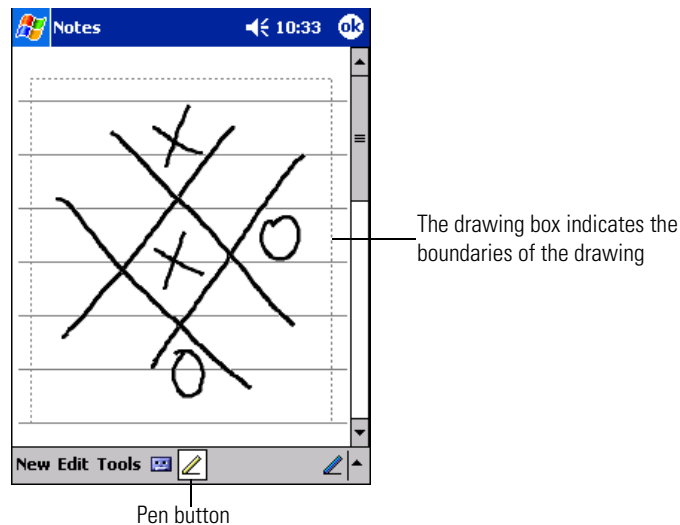 Notes 10:33 ok
X
O
X
O
The drawing box indicates the
boundaries of the drawing
New Edit Tools
Pen button